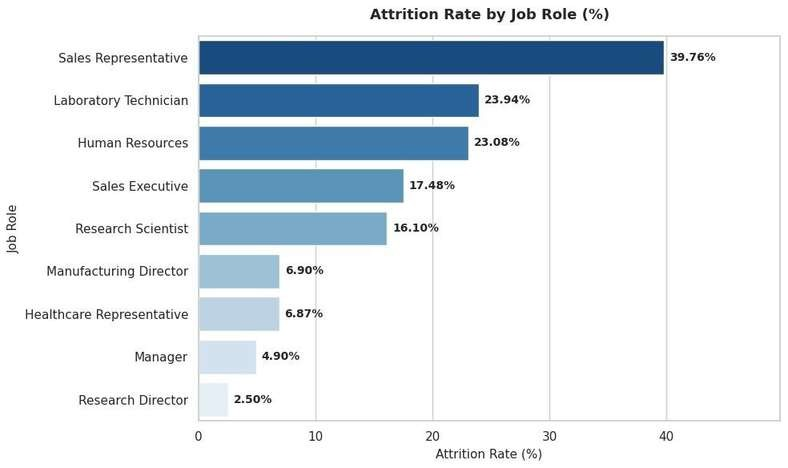 Attrition Rate by Job Role (%)
Job Role
Sales Representative 39.76%
Laboratory Technician 23.94%
Human Resources 23.08%
Sales Executive 17.48%
Research Scientist 16.10%
Manufacturing Director 6.90%
Healthcare Representative 6.87%
Manager 4.90%
Research Director 2.50%
0 10 20 30 40
Attrition Rate (%)